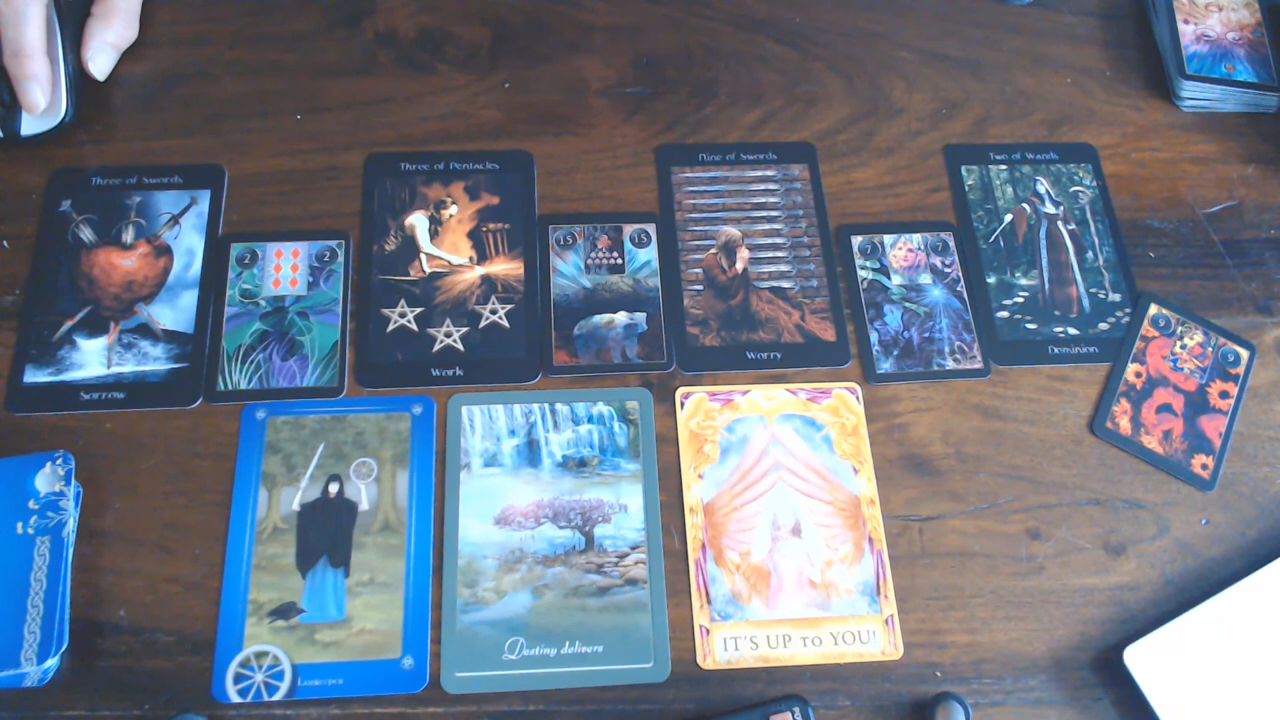 Three of Swords
Sorrow
2 2
Three of Pentacles
Work
15 15
Nine of Swords
Worry
7 7
Two of Wands
Dominion
9 9
Destiny delivers
IT'S UP to YOU!